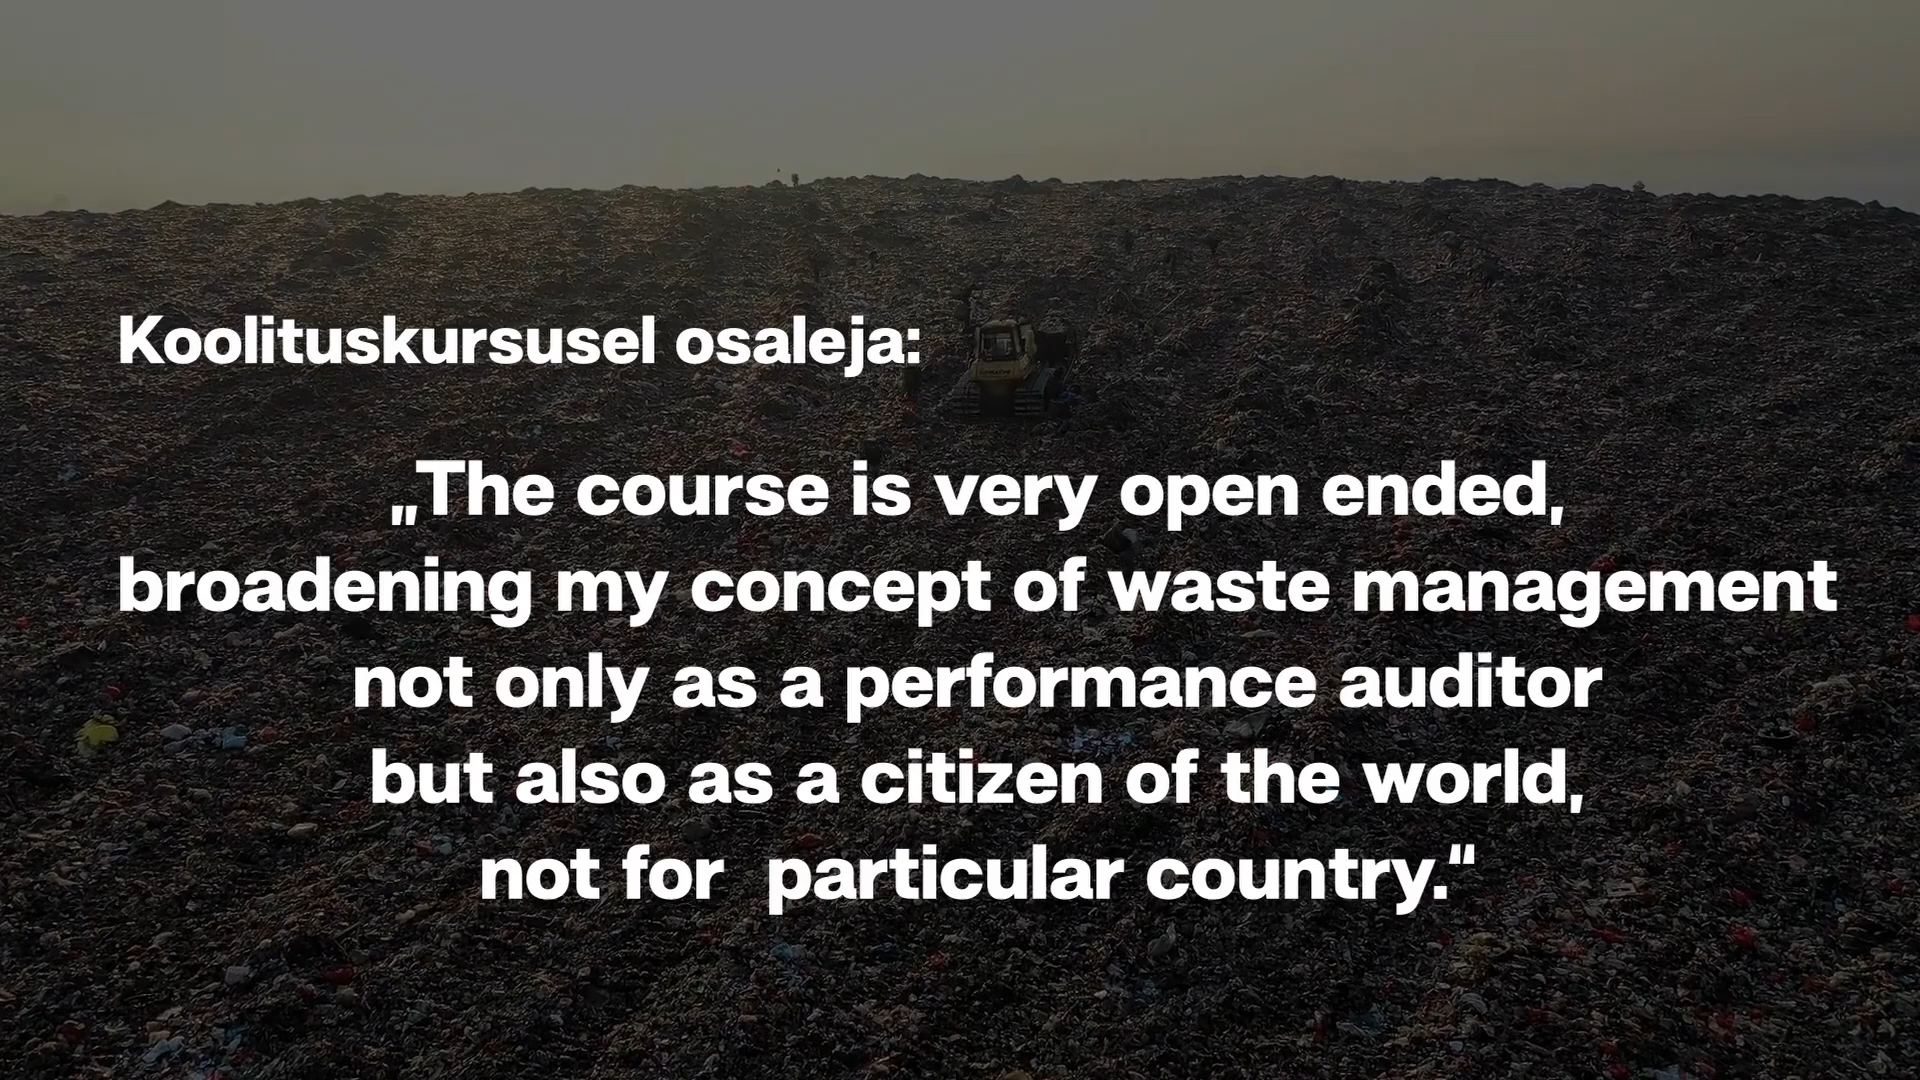 Koolituskursusel osaleja:
„The course is very open ended,
broadening my concept of waste management
not only as a performance auditor
but also as a citizen of the world,
not for  particular country.“